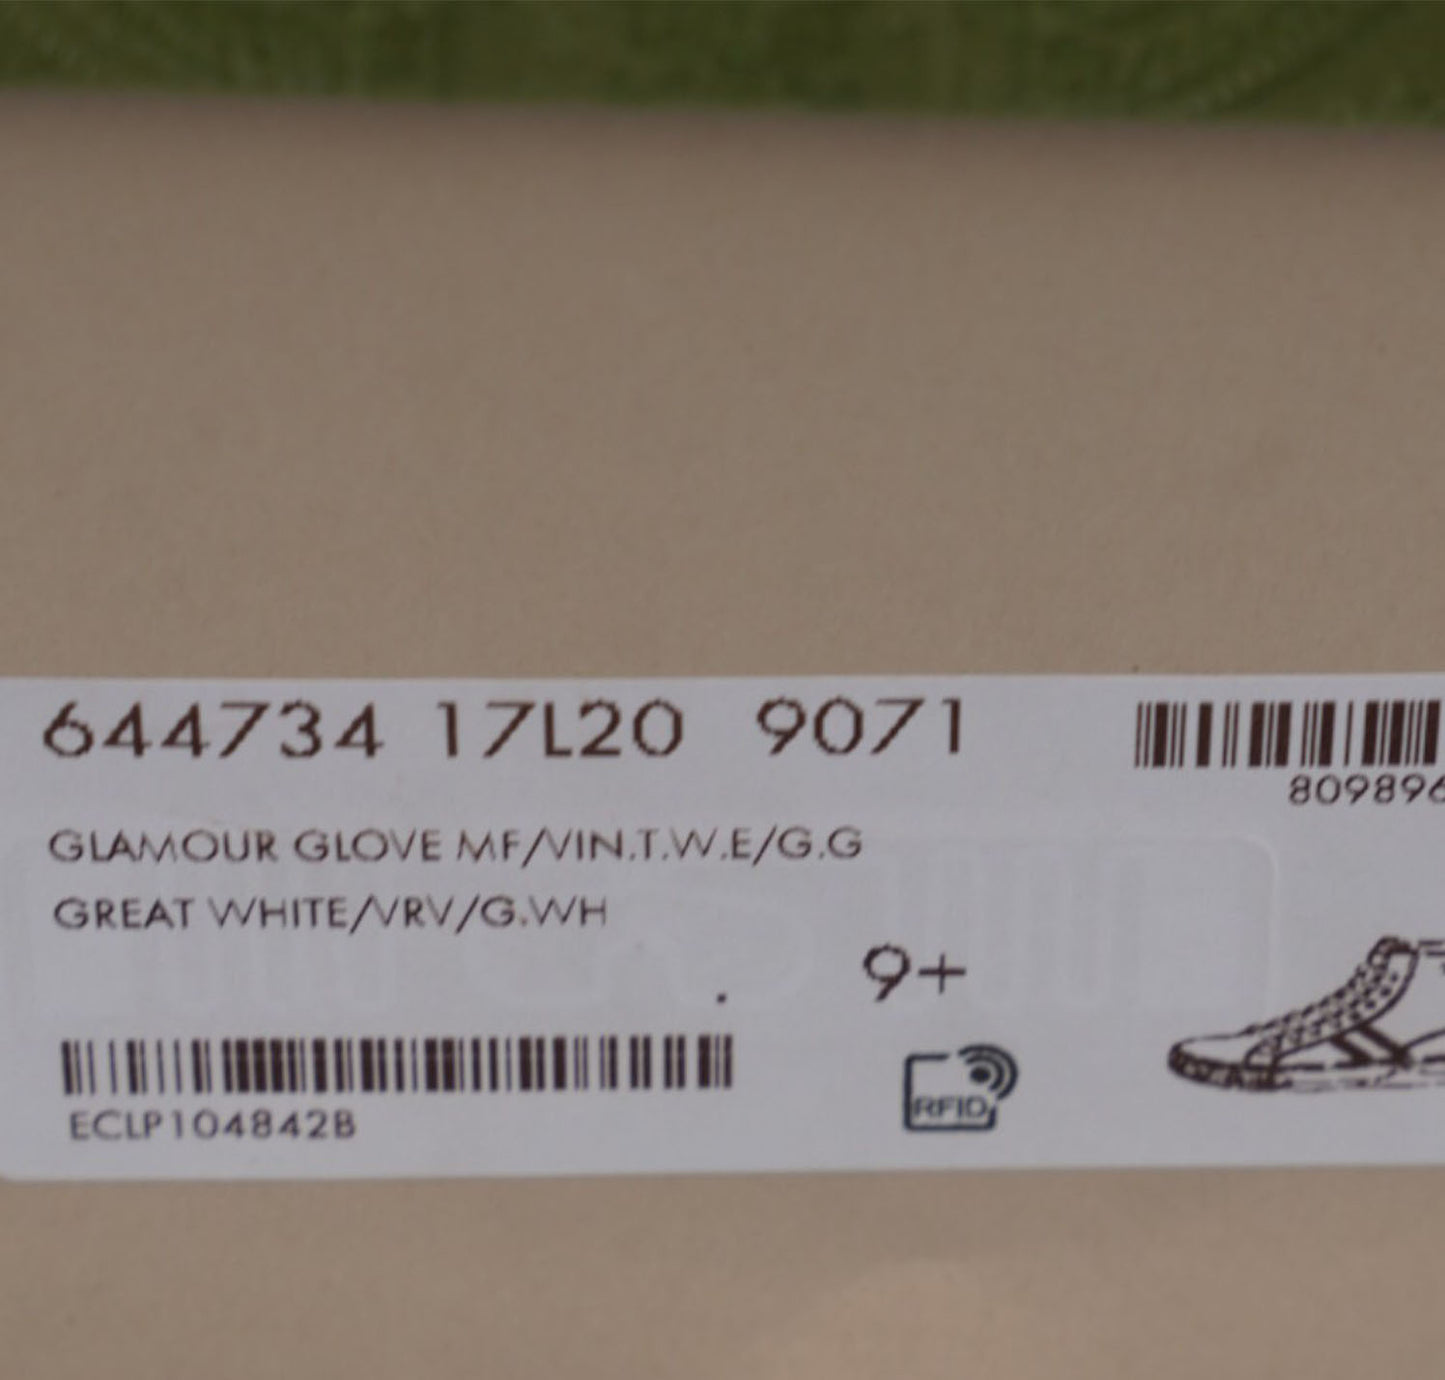 644734 17L20 9071
809896
GLAMOUR GLOVE MF/VIN.T.W.E/G.G
GREAT WHITE/VRV/G.WH
9+
ECLP104842B
RFID